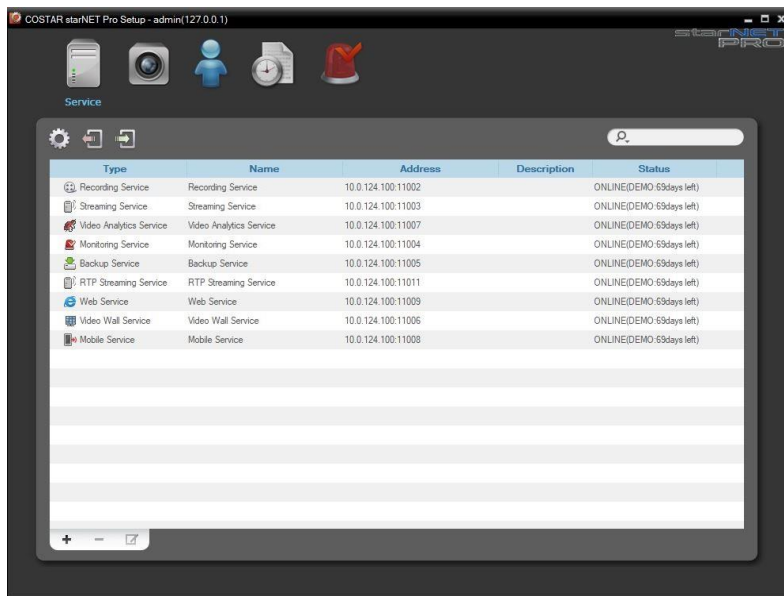 COSTAR starNET Pro Setup - admin(127.0.0.1)
starNET
PRO
Service
Type Name Address Description Status
Recording Service Recording Service 10.0.124.100:11002 ONLINE(DEMO:69days left)
Streaming Service Streaming Service 10.0.124.100:11003 ONLINE(DEMO:69days left)
Video Analytics Service Video Analytics Service 10.0.124.100:11007 ONLINE(DEMO:69days left)
Monitoring Service Monitoring Service 10.0.124.100:11004 ONLINE(DEMO:69days left)
Backup Service Backup Service 10.0.124.100:11005 ONLINE(DEMO:69days left)
RTP Streaming Service RTP Streaming Service 10.0.124.100:11011 ONLINE(DEMO:69days left)
Web Service Web Service 10.0.124.100:11009 ONLINE(DEMO:69days left)
Video Wall Service Video Wall Service 10.0.124.100:11006 ONLINE(DEMO:69days left)
Mobile Service Mobile Service 10.0.124.100:11008 ONLINE(DEMO:69days left)